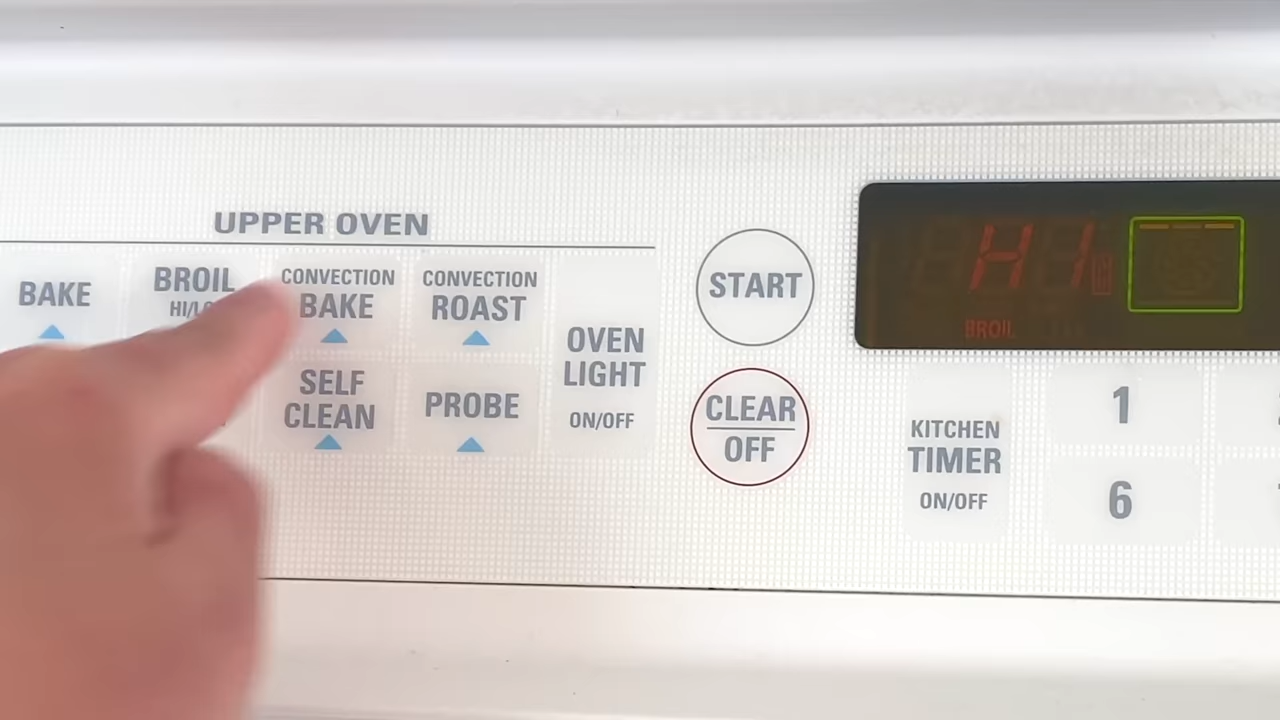 UPPER OVEN
BAKE
BROIL
CONVECTION
BAKE
CONVECTION
ROAST
OVEN
LIGHT
ON/OFF
SELF
CLEAN
PROBE
START
CLEAR
OFF
HI
BROIL
KITCHEN
TIMER
ON/OFF
1
6